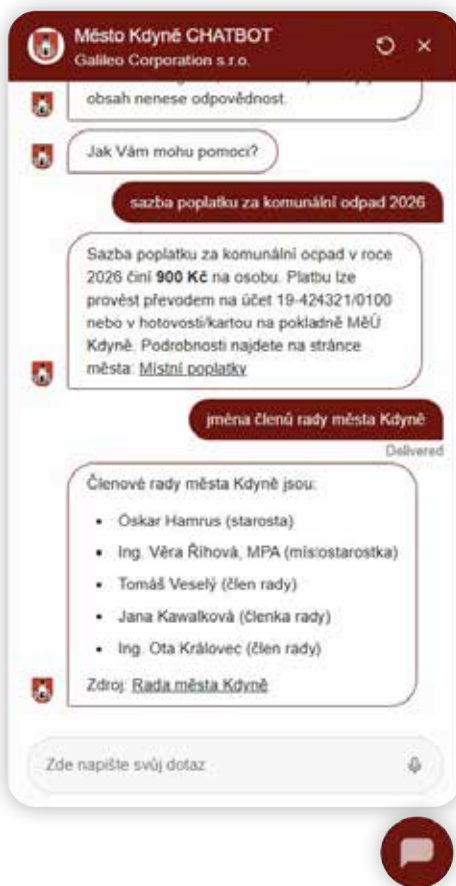 Město Kdyně CHATBOT
Galileo Corporation s.r.o.
obsah nenese odpovědnost.
Jak Vám mohu pomoci?
sazba poplatku za komunální odpad 2026
Sazba poplatku za komunální ocpad v roce
2026 činí 900 Kč na osobu. Platbu lze
provést převodem na účet 19-424321/0100
nebo v hotovosti/kartou na pokladně MěÚ
Kdyně. Podrobnosti najdete na stránce
města: Místní poplatky
jména členů rady města Kdyně
Delivered
Členové rady města Kdyně jsou:
• Oskar Hamrus (starosta)
• Ing. Věra Říhová, MPA (místostarostka)
• Tomáš Veselý (člen rady)
• Jana Kawalková (členka rady)
• Ing. Ota Královec (člen rady)
Zdroj: Rada města Kdyně
Zde napište svůj dotaz